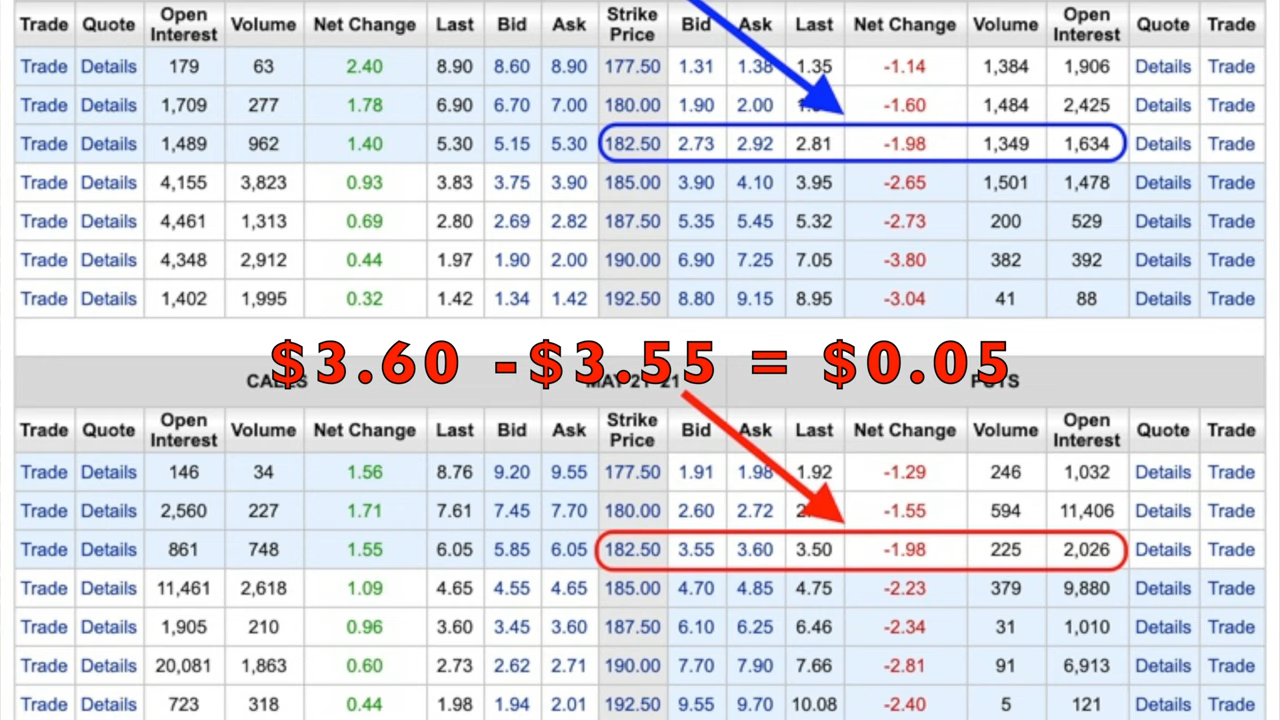 Trade Quote Open Interest Volume Net Change Last Bid Ask Strike Price Bid Ask Last Net Change Volume Open Interest Quote Trade
Trade Details 179 63 2.40 8.90 8.60 8.90 177.50 1.31 1.38 1.35 -1.14 1,384 1,906 Details Trade
Trade Details 1,709 277 1.78 6.90 6.70 7.00 180.00 1.90 2.00 -1.60 1,484 2,425 Details Trade
Trade Details 1,489 962 1.40 5.30 5.15 5.30 182.50 2.73 2.92 2.81 -1.98 1,349 1,634 Details Trade
Trade Details 4,155 3,823 0.93 3.83 3.75 3.90 185.00 3.90 4.10 3.95 -2.65 1,501 1,478 Details Trade
Trade Details 4,461 1,313 0.69 2.80 2.69 2.82 187.50 5.35 5.45 5.32 -2.73 200 529 Details Trade
Trade Details 4,348 2,912 0.44 1.97 1.90 2.00 190.00 6.90 7.25 7.05 -3.80 382 392 Details Trade
Trade Details 1,402 1,995 0.32 1.42 1.34 1.42 192.50 8.80 9.15 8.95 -3.04 41 88 Details Trade
$3.60 -$3.55 = $0.05
CALLS MAY 21 '21 PUTS
Trade Quote Open Interest Volume Net Change Last Bid Ask Strike Price Bid Ask Last Net Change Volume Open Interest Quote Trade
Trade Details 146 34 1.56 8.76 9.20 9.55 177.50 1.91 1.98 1.92 -1.29 246 1,032 Details Trade
Trade Details 2,560 227 1.71 7.61 7.45 7.70 180.00 2.60 2.72 -1.55 594 11,406 Details Trade
Trade Details 861 748 1.55 6.05 5.85 6.05 182.50 3.55 3.60 3.50 -1.98 225 2,026 Details Trade
Trade Details 11,461 2,618 1.09 4.65 4.55 4.65 185.00 4.70 4.85 4.75 -2.23 379 9,880 Details Trade
Trade Details 1,905 210 0.96 3.60 3.45 3.60 187.50 6.10 6.25 6.46 -2.34 31 1,010 Details Trade
Trade Details 20,081 1,863 0.60 2.73 2.62 2.71 190.00 7.70 7.90 7.66 -2.81 91 6,913 Details Trade
Trade Details 723 318 0.44 1.98 1.94 2.01 192.50 9.55 9.70 10.08 -2.40 5 121 Details Trade